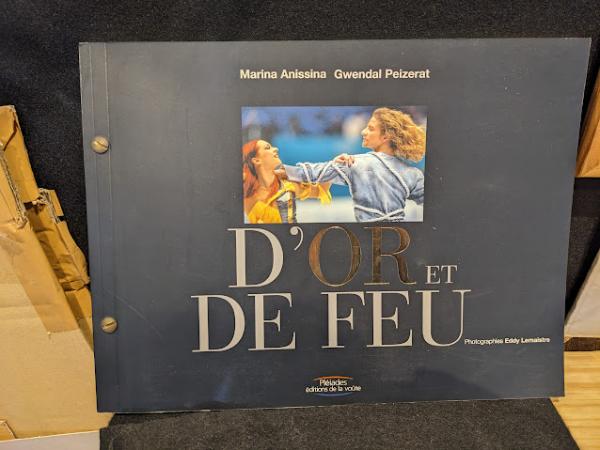 Marina Anissina Gwendal Peizerat
D'OR ET
DE FEU
Photographies Eddy Lemaistre
Pléiades
éditions de la voûte